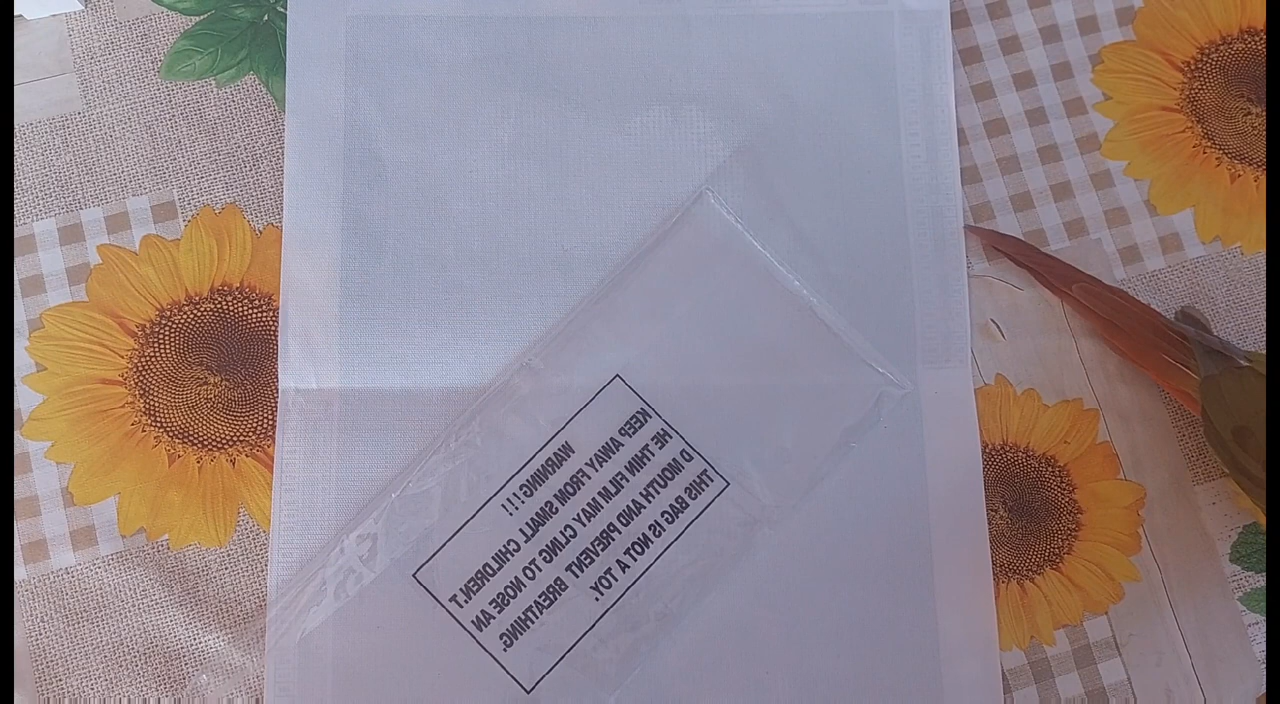 WARNING!!!
KEEP AWAY FROM SMALL CHILDREN.T
HE THIN FILM MAY CLING TO NOSE AN
D MOUTH AND PREVENT BREATHING.
THIS BAG IS NOT A TOY.